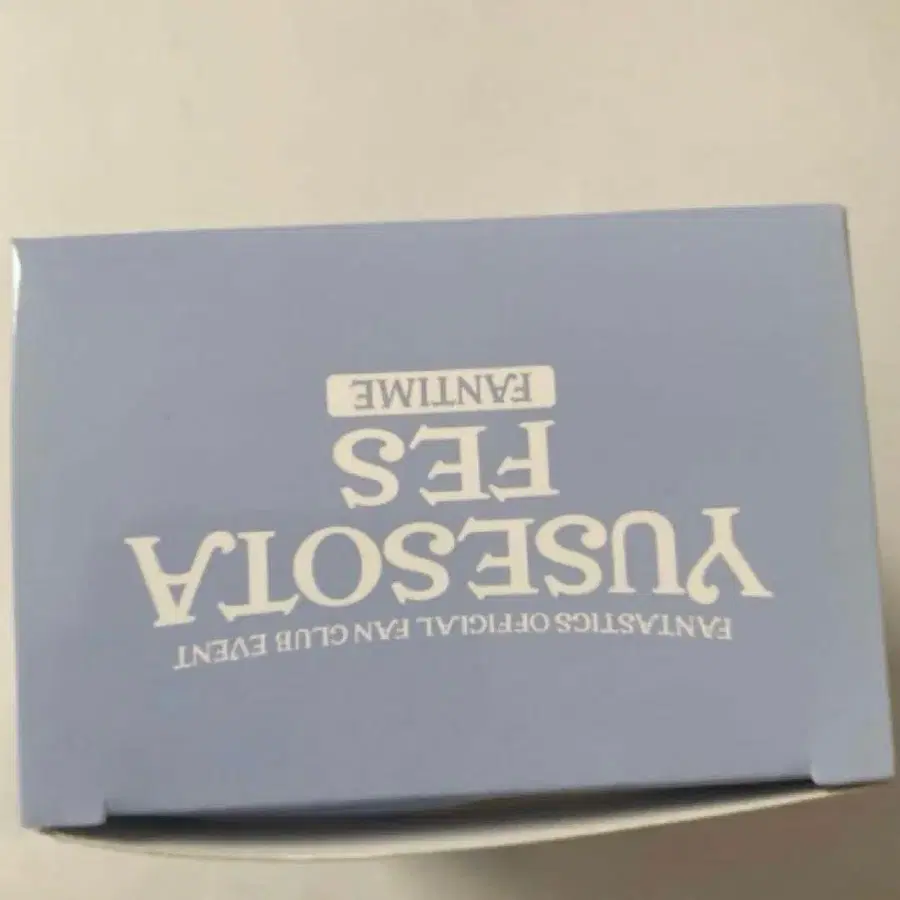 FANTASTICS OFFICIAL FAN CLUB EVENT
YUSESOTA
FES
FANTIME